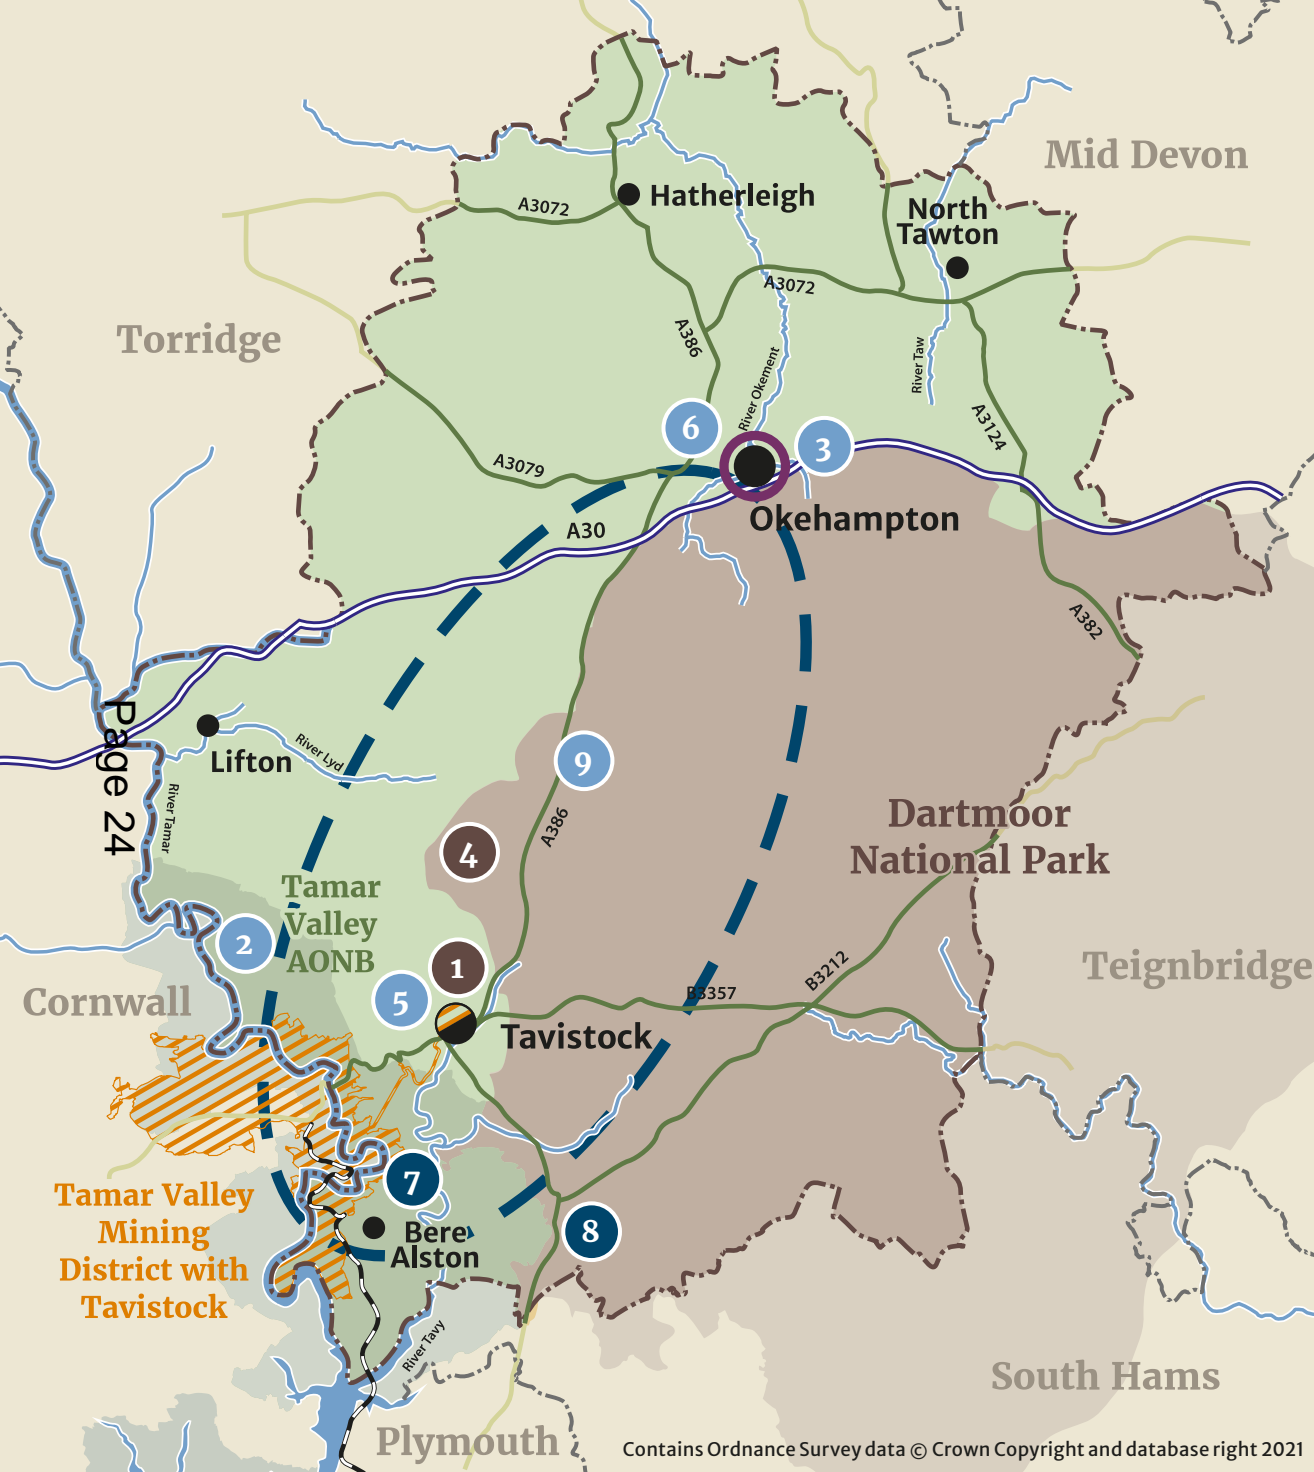 Mid Devon
Hatherleigh
A3072
North
Tawton
A3072
Torridge
A386
River Okement
River Taw
A3124
6
3
A3079
Okehampton
A30
A382
Page 24
Lifton
River Lyd
River Tamar
9
A386
Dartmoor
National Park
4
Tamar
Valley
AONB
2
1
5
B3212
Teignbridge
B3357
Cornwall
Tavistock
7
Tamar Valley
Mining
District with
Tavistock
Bere
Alston
8
River Tavy
South Hams
Plymouth
Contains Ordnance Survey data © Crown Copyright and database right 2021